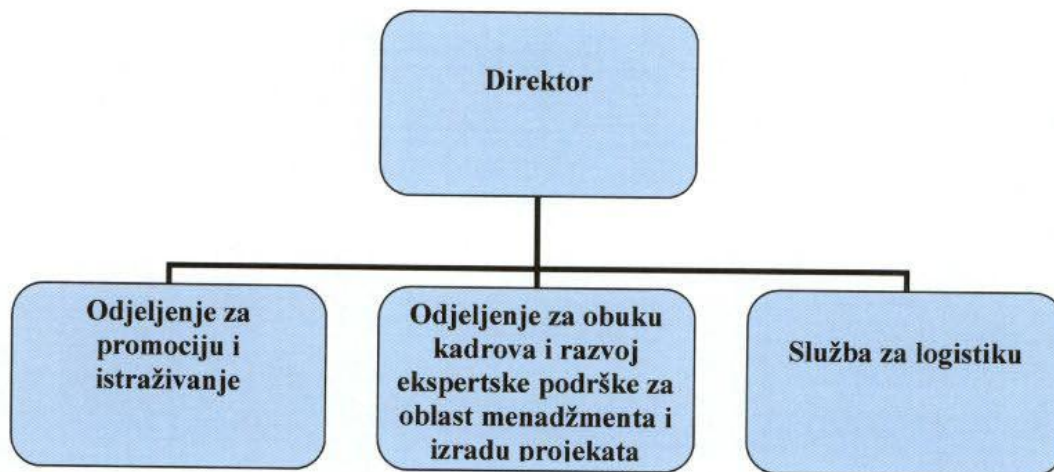 Direktor
Odjeljenje za
promociju i
istraživanje
Odjeljenje za obuku
kadrova i razvoj
ekspertske podrške za
oblast menadžmenta i
izradu projekata
Služba za logistiku